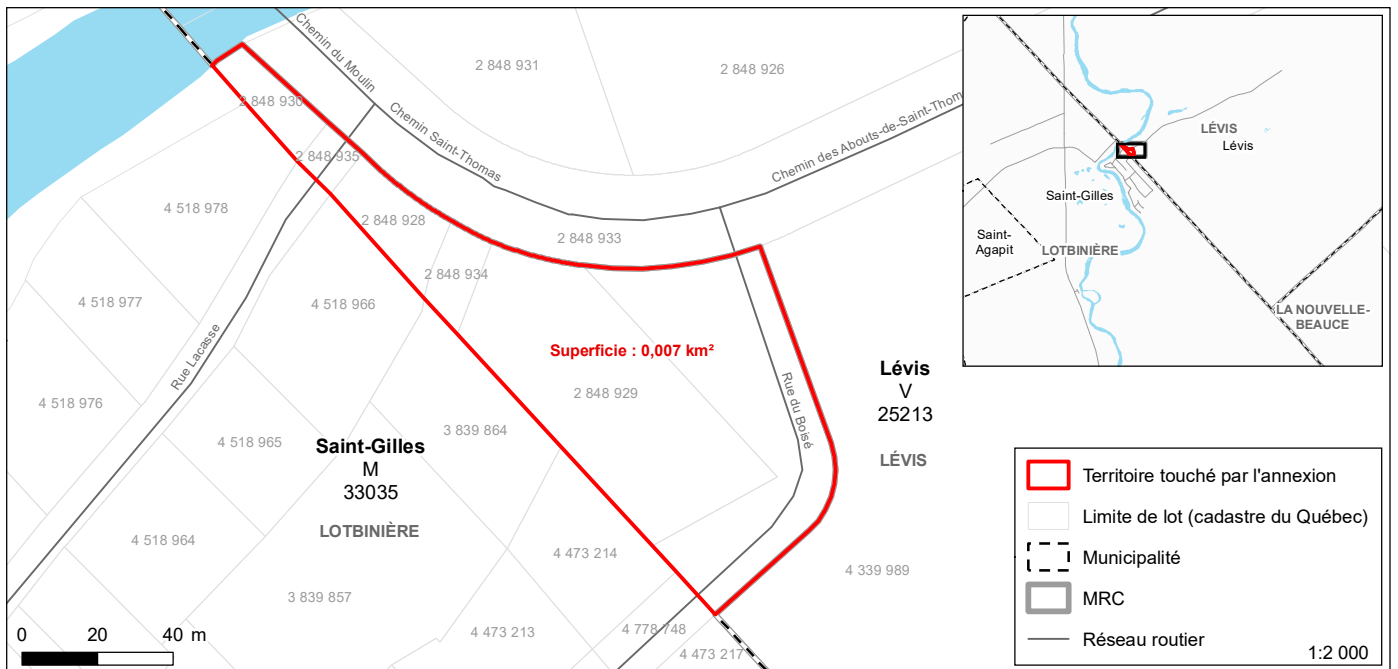 Chemin du Moulin
2 848 931
2 848 926
2 848 930
Chemin Saint-Thomas
Chemin des Abouts-de-Saint-Thom
2 848 935
4 518 978
2 848 928
2 848 933
2 848 934
4 518 977
4 518 966
Superficie : 0,007 km²
Rue Lacasse
2 848 929
Rue du Boisé
Lévis
V
25213
LÉVIS
4 518 976
4 518 965
3 839 864
Saint-Gilles
M
33035
LOTBINIÈRE
4 518 964
4 473 214
4 339 989
3 839 857
4 473 213
4 778 748
4 473 217
0 20 40 m
LÉVIS
Lévis
Saint-Gilles
Saint-
Agapit
LOTBINIÈRE
LA NOUVELLE-
BEAUCE
Territoire touché par l'annexion
Limite de lot (cadastre du Québec)
Municipalité
MRC
Réseau routier
1:2 000